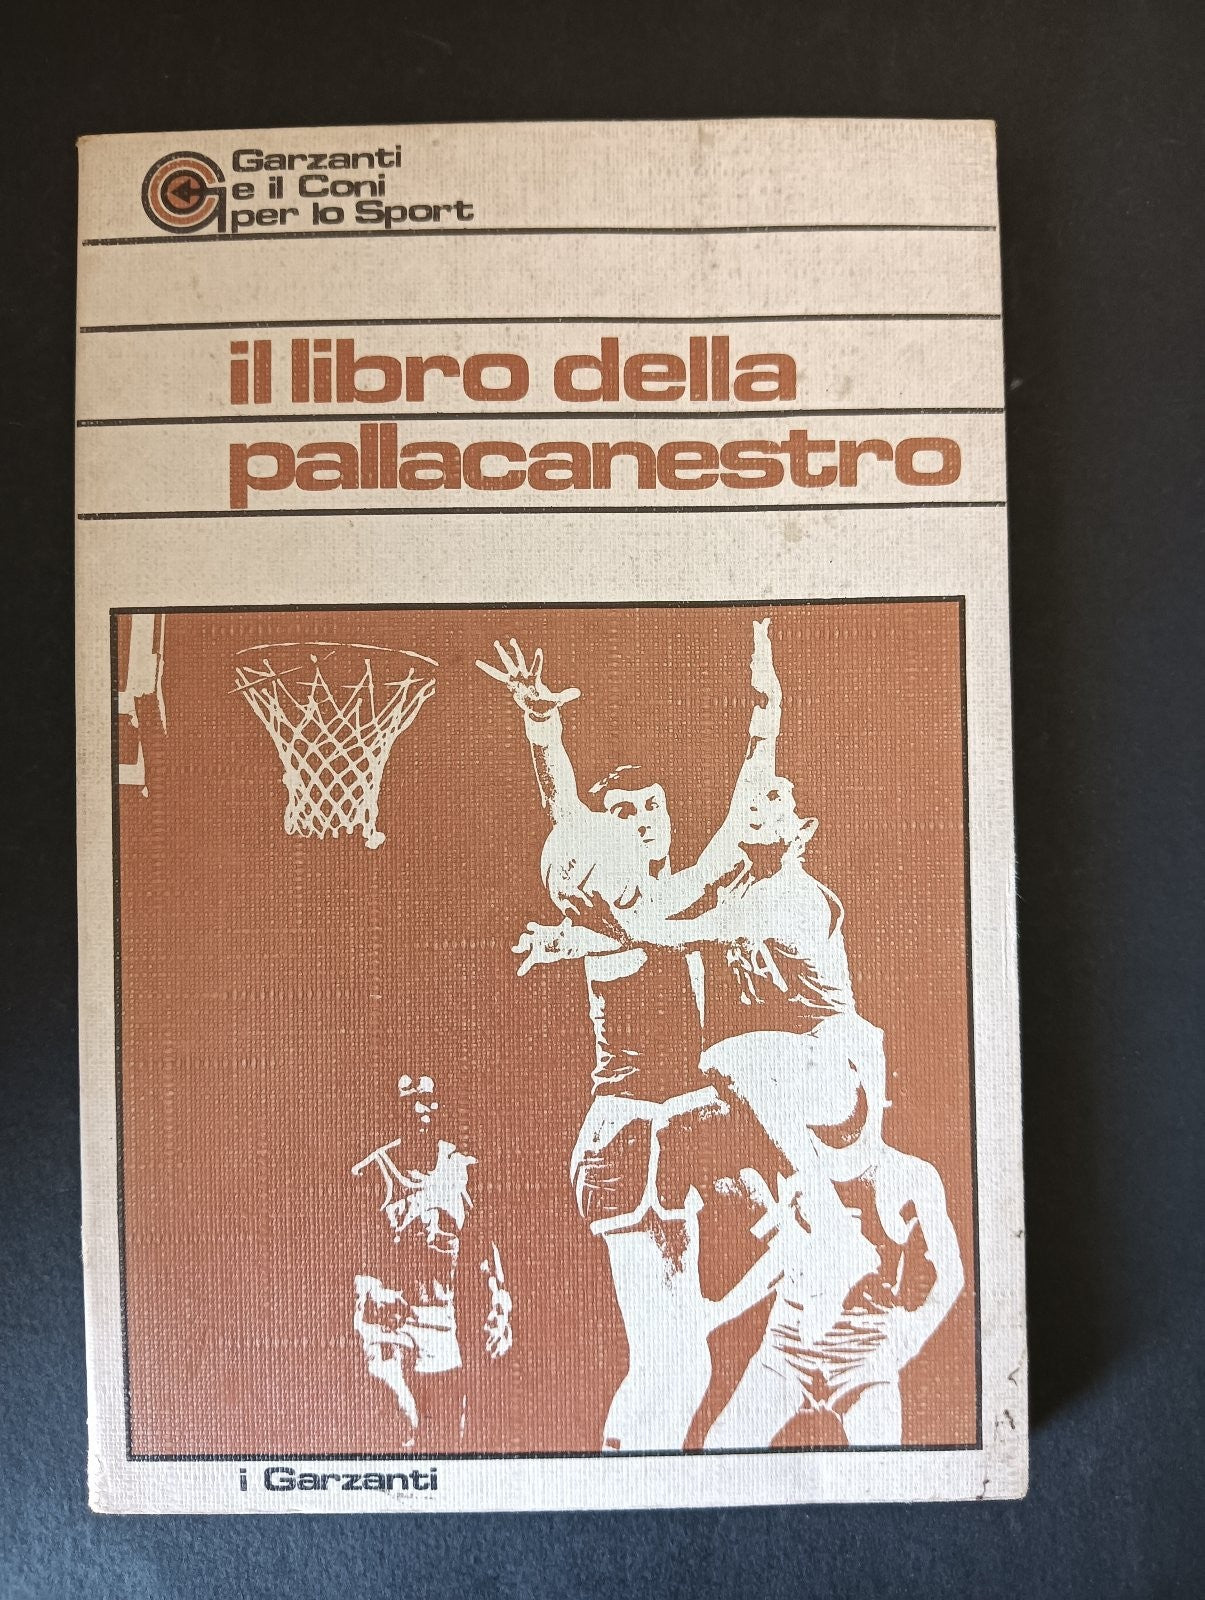 Garzanti
e il Coni
per lo Sport
il libro della
pallacanestro
i Garzanti